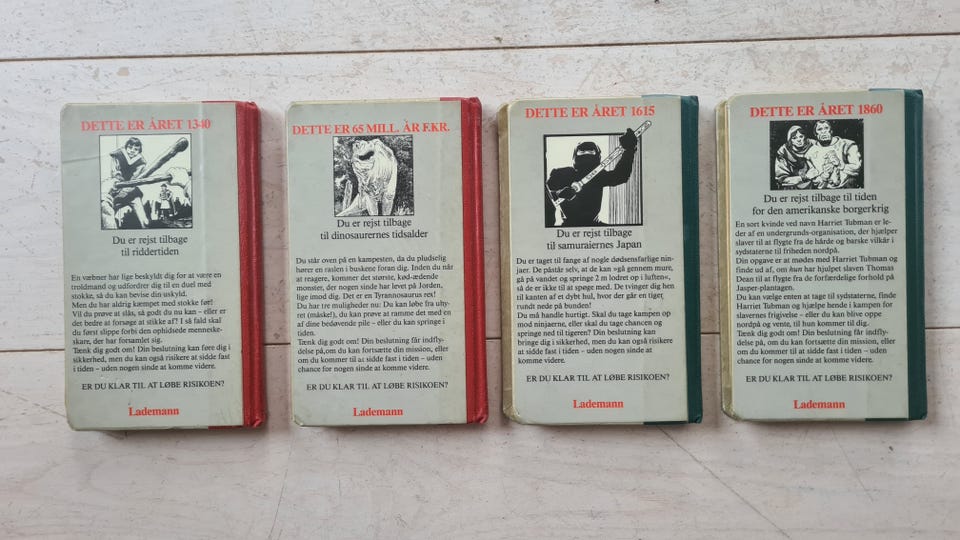 DETTE ER ÅRET 1340
Du er rejst tilbage
til riddertiden
En væbner har lige beskyldt dig for at være en
troldmand og udfordrer dig til en duel med
stokke, så du kan bevise din uskyld.
Men du har aldrig kæmpet med stokke før!
Vil du prøve at slås, så godt du nu kan – eller er
det bedre at forsøge at stikke af? I så fald skal
du først slippe forbi den ophidsede menneske-
skare, der har forsamlet sig.
Tænk dig godt om! Din beslutning kan føre dig i
sikkerhed, men du kan også risikere at sidde fast
i tiden – uden nogen sinde at komme videre.
ER DU KLAR TIL AT LØBE RISIKOEN?
Lademann
DETTE ER 65 MILL. ÅR F.KR.
Du er rejst tilbage
til dinosaurernes tidsalder
Du står oven på en kampesten, da du pludselig
hører en raslen i buskene foran dig. Inden du når
at reagere, kommer det største, kød-ædende
monster, der nogen sinde har levet på Jorden,
lige imod dig. Det er en Tyrannosaurus rex!
Du har tre muligheder nu: Du kan løbe fra uhy-
ret (måske!), du kan prøve at ramme det med en
af dine bedøvende pile – eller du kan springe i
tiden.
Tænk dig godt om! Din beslutning får indfly-
delse på, om du kan fortsætte din mission, eller
om du kommer til at sidde fast i tiden – uden
chance for nogen sinde at komme videre.
ER DU KLAR TIL AT LØBE RISIKOEN?
Lademann
DETTE ER ÅRET 1615
Du er rejst tilbage
til samuraiernes Japan
Du er taget til fange af nogle dødsensfarlige nin-
jaer. De påstår selv, at de kan »gå gennem mure,
gå på vandet og springe 2 m lodret op i luften«,
så de er ikke til at spøge med. De tvinger dig hen
til kanten af et dybt hul, hvor der går en tiger
rundt nede på bunden!
Du må handle hurtigt. Skal du tage kampen op
mod ninjaerne, eller skal du tage chancen og
springe ned til tigeren? Din beslutning kan
bringe dig i sikkerhed, men du kan også risikere
at sidde fast i tiden – uden nogen sinde at
komme videre.
ER DU KLAR TIL AT LØBE RISIKOEN?
Lademann
DETTE ER ÅRET 1860
Du er rejst tilbage til tiden
for den amerikanske borgerkrig
En sort kvinde ved navn Harriet Tubman er le-
der af en undergrunds-organisation, der hjælper
slaver til at flygte fra de hårde og barske vilkår i
sydstaterne til friheden nordpå.
Din opgave er at mødes med Harriet Tubman og
finde ud af, om hun har hjulpet slaven Thomas
Dean til at flygte fra de forfærdelige forhold på
Jasper-plantagen.
Du kan vælge enten at tage til sydstaterne, finde
Harriet Tubman og hjælpe hende i kampen for
slavernes frigivelse – eller du kan blive oppe
nordpå og vente, til hun kommer til dig.
Tænk dig godt om! Din beslutning får indflydelse
på, om du kan fortsætte din mission, eller om du
kommer til at sidde fast i tiden – uden
chance for nogen sinde at komme videre.
ER DU KLAR TIL AT LØBE RISIKOEN?
Lademann